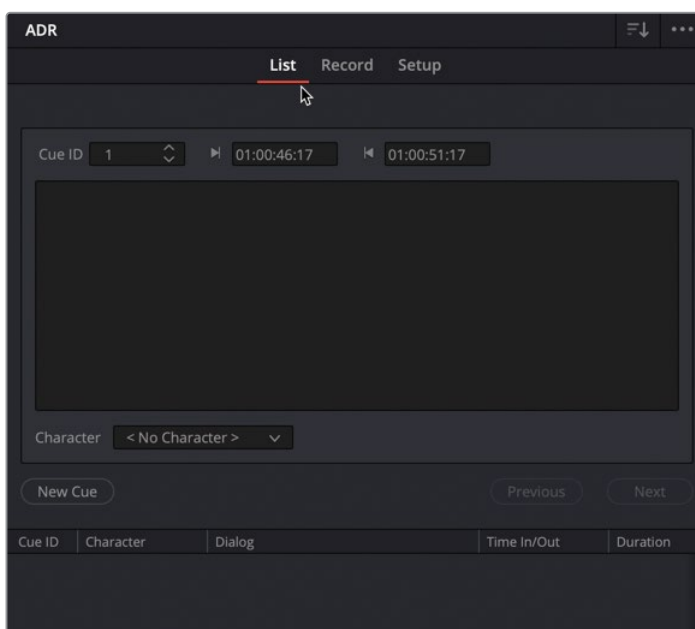 ADR
List Record Setup
Cue ID 1 01:00:46:17 01:00:51:17
Character < No Character >
New Cue Previous Next
Cue ID Character Dialog Time In/Out Duration